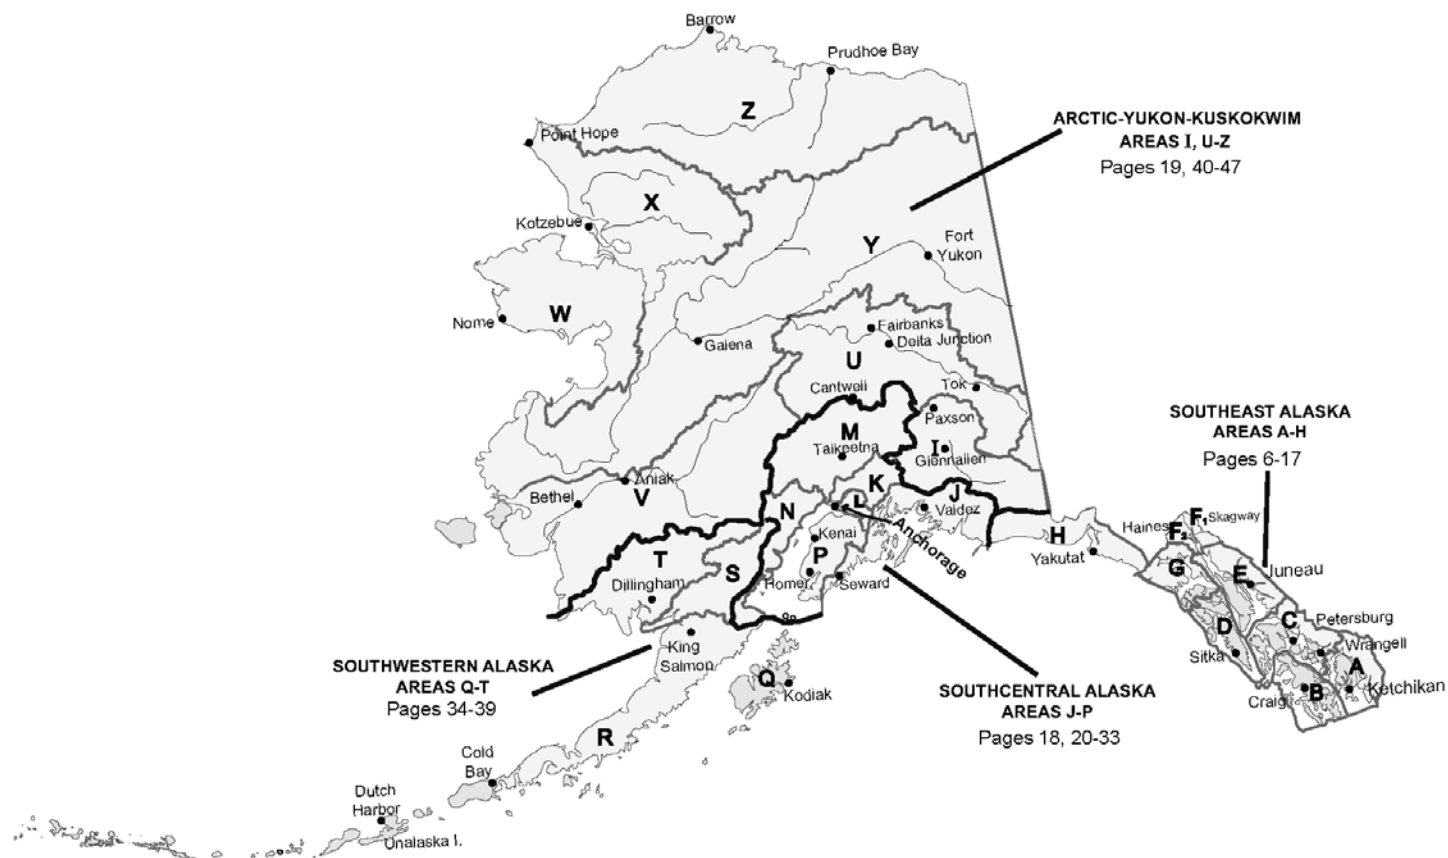 Barrow
Prudhoe Bay
Z
ARCTIC-YUKON-KUSKOKWIM
AREAS I, U-Z
Pages 19, 40-47
Point Hope
X
Kotzebue
Y
Fort
Yukon
W
Nome
Fairbanks
Galena
Delta Junction
U
Cantwell
Tok
SOUTHEAST ALASKA
AREAS A-H
Pages 6-17
Paxson
M
Talkeetna
I
Glennallen
Aniak
K
Bethel
V
J
L
Valdez
N
Anchorage
Haines
F2
F1
Skagway
H
Kenai
Yakutat
T
P
S
G
E
Juneau
Dillingham
Homer
Seward
C
Petersburg
D
King
Salmon
Wrangell
Sitka
SOUTHWESTERN ALASKA
AREAS Q-T
Pages 34-39
A
Q
Kodiak
B
Ketchikan
Craig
SOUTHCENTRAL ALASKA
AREAS J-P
Pages 18, 20-33
R
Cold
Bay
Dutch
Harbor
Unalaska I.